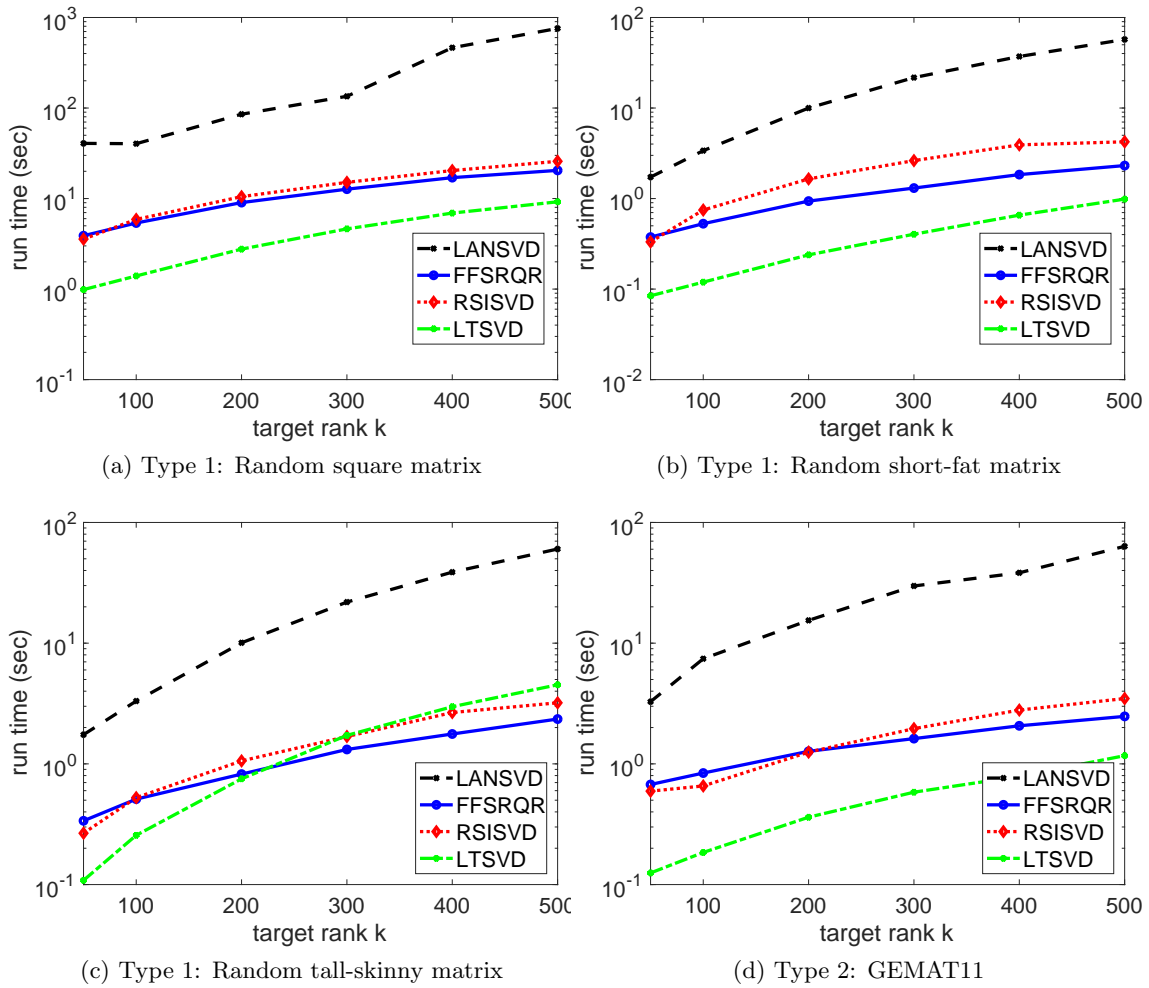 10^3
10^2
10^1
10^0
10^-1
run time (sec)
LANSVD
FFSRQR
RSISVD
LTSVD
100 200 300 400 500
target rank k
(a) Type 1: Random square matrix
10^2
10^1
10^0
10^-1
10^-2
run time (sec)
LANSVD
FFSRQR
RSISVD
LTSVD
100 200 300 400 500
target rank k
(b) Type 1: Random short-fat matrix
10^2
10^1
10^0
10^-1
run time (sec)
LANSVD
FFSRQR
RSISVD
LTSVD
100 200 300 400 500
target rank k
(c) Type 1: Random tall-skinny matrix
10^2
10^1
10^0
10^-1
run time (sec)
LANSVD
FFSRQR
RSISVD
LTSVD
100 200 300 400 500
target rank k
(d) Type 2: GEMAT11